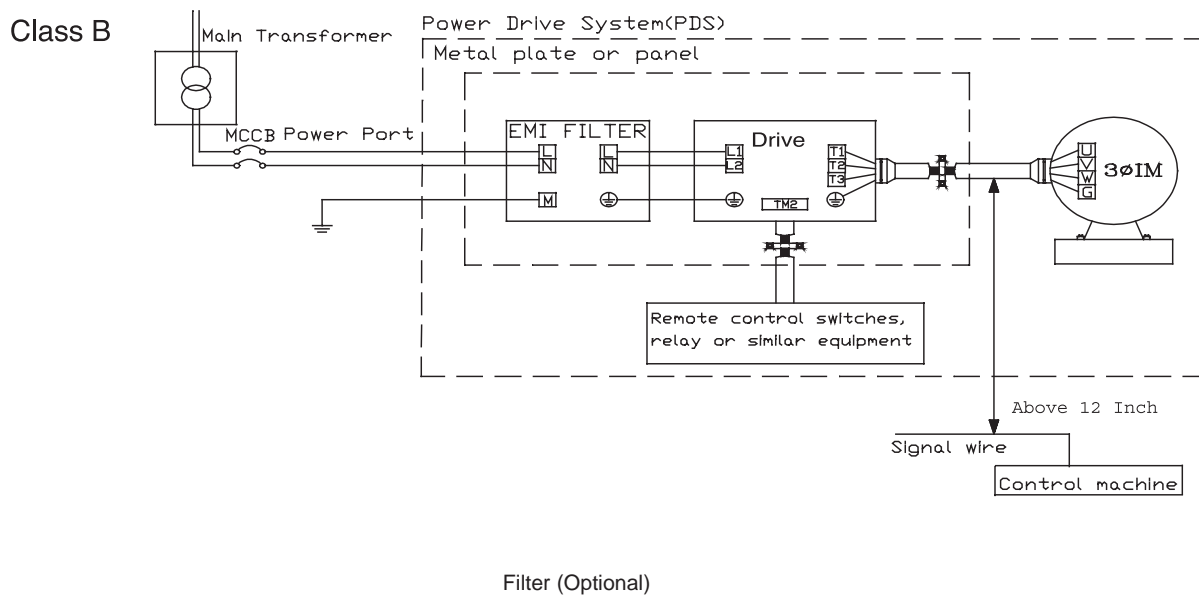 Class B
Main Transformer
Power Drive System(PDS)
Metal plate or panel
MCCB Power Port
EMI FILTER
L
N
M
L
N
Drive
L1
L2
TM2
T1
T2
T3
U
V
W
G
3øIM
Remote control switches,
relay or similar equipment
Above 12 Inch
Signal wire
Control machine
Filter (Optional)